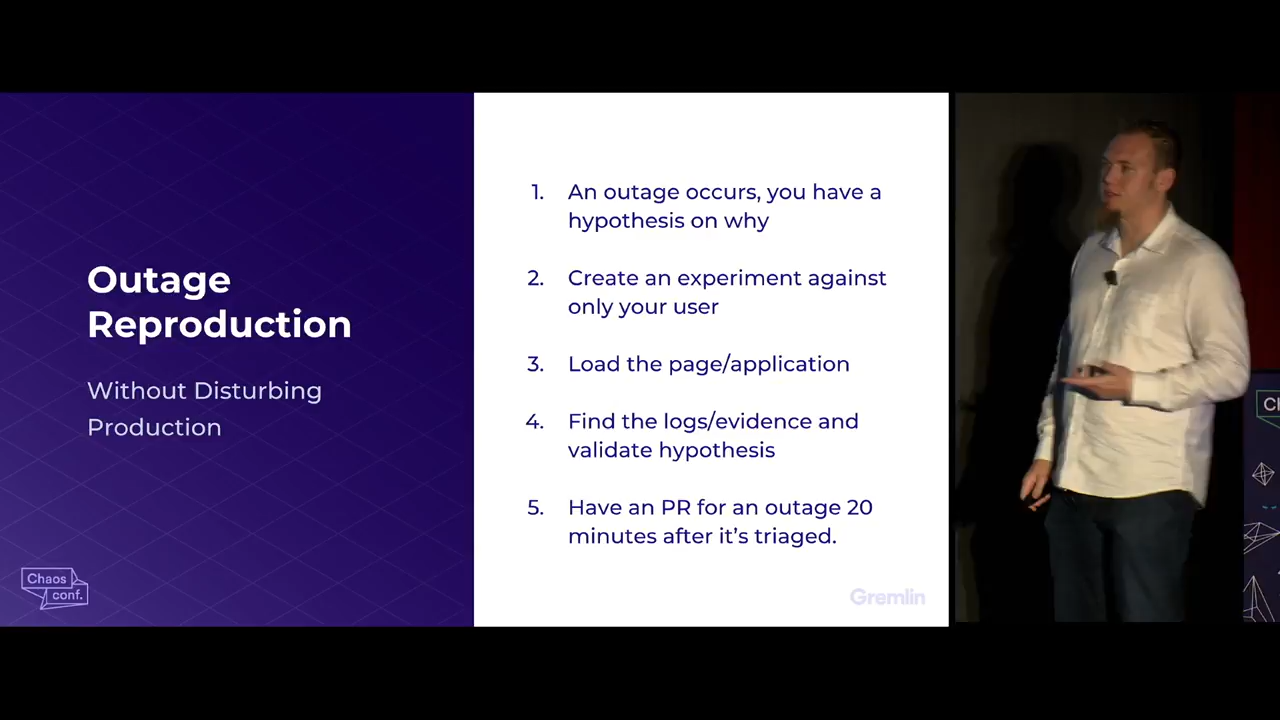 Outage
Reproduction
Without Disturbing
Production
Chaos
conf.
1. An outage occurs, you have a
hypothesis on why
2. Create an experiment against
only your user
3. Load the page/application
4. Find the logs/evidence and
validate hypothesis
5. Have an PR for an outage 20
minutes after it’s triaged.
Gremlin